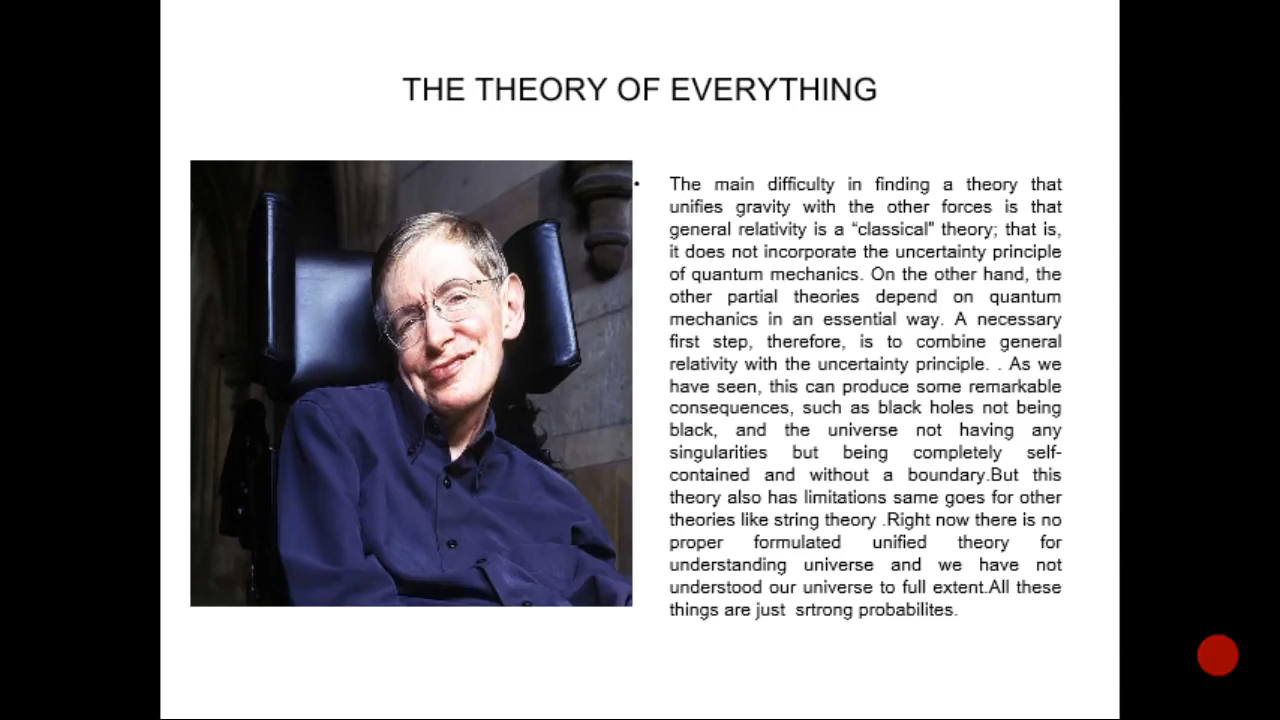 THE THEORY OF EVERYTHING
• The main difficulty in finding a theory that
unifies gravity with the other forces is that
general relativity is a “classical” theory; that is,
it does not incorporate the uncertainty principle
of quantum mechanics. On the other hand, the
other partial theories depend on quantum
mechanics in an essential way. A necessary
first step, therefore, is to combine general
relativity with the uncertainty principle. . As we
have seen, this can produce some remarkable
consequences, such as black holes not being
black, and the universe not having any
singularities but being completely self-
contained and without a boundary.But this
theory also has limitations same goes for other
theories like string theory .Right now there is no
proper formulated unified theory for
understanding universe and we have not
understood our universe to full extent.All these
things are just srtrong probabilites.